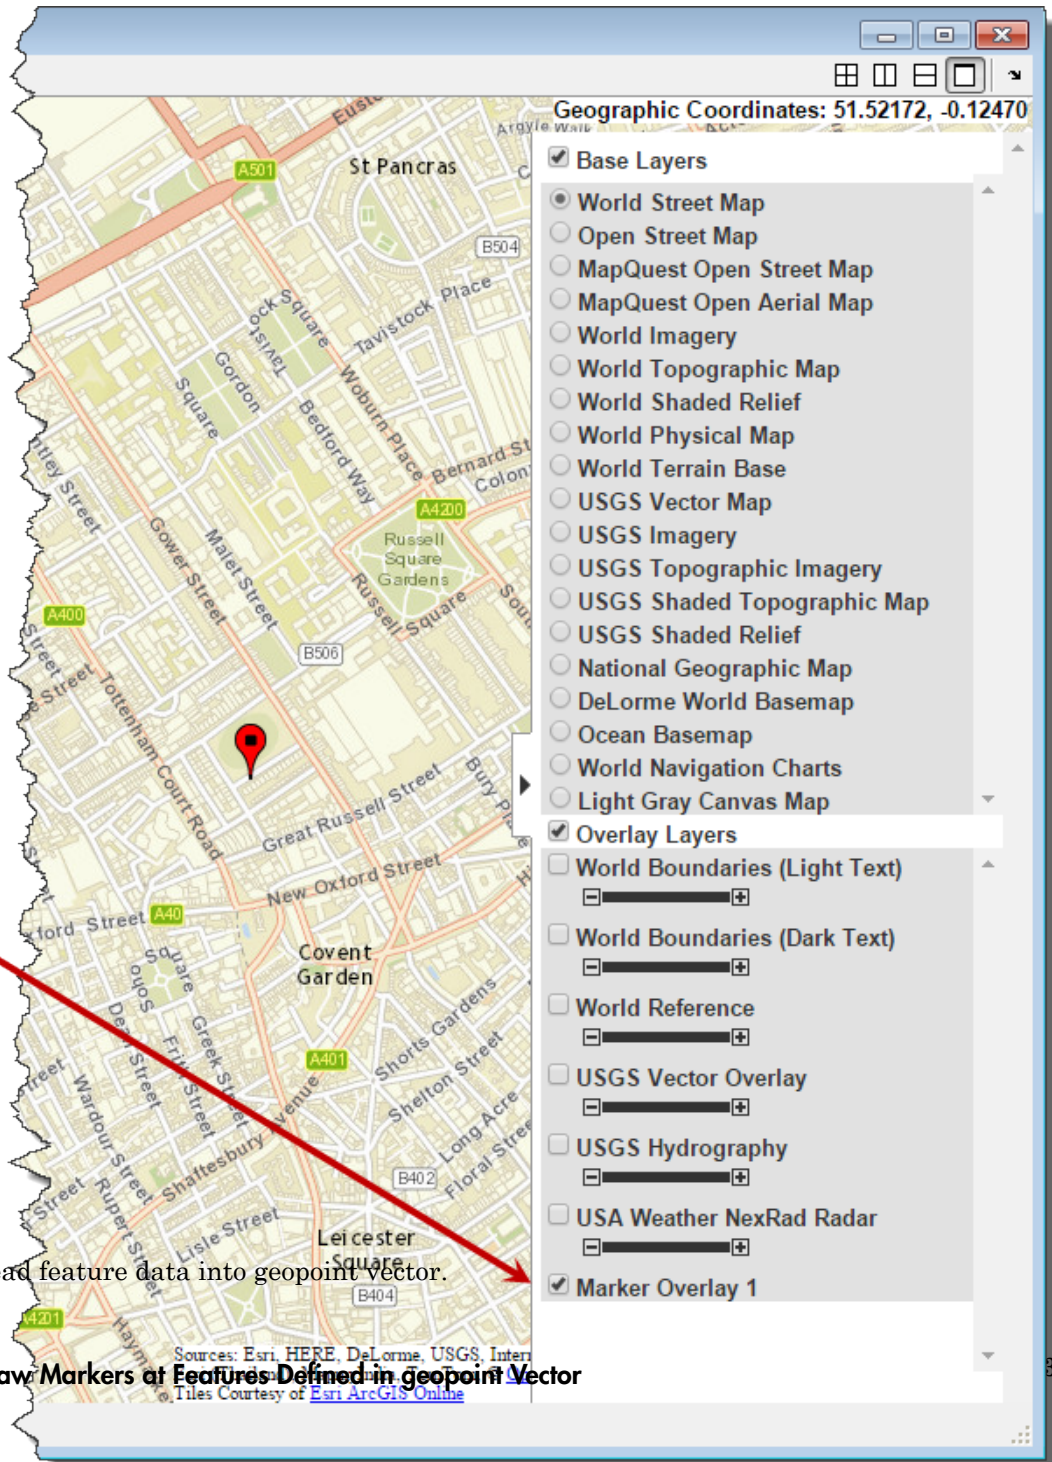 Geographic Coordinates: 51.52172, -0.12470
Base Layers
World Street Map
Open Street Map
MapQuest Open Street Map
MapQuest Open Aerial Map
World Imagery
World Topographic Map
World Shaded Relief
World Physical Map
World Terrain Base
USGS Vector Map
USGS Imagery
USGS Topographic Imagery
USGS Shaded Topographic Map
USGS Shaded Relief
National Geographic Map
DeLorme World Basemap
Ocean Basemap
World Navigation Charts
Light Gray Canvas Map
Overlay Layers
World Boundaries (Light Text)
World Boundaries (Dark Text)
World Reference
USGS Vector Overlay
USGS Hydrography
USA Weather NexRad Radar
Marker Overlay 1
Argyle Walk
A501
St Pancras
B504
Tavistock Place
Tavistock Square
Gordon
Square
Woburn Place
Bedford Way
Bernard St
A4200
Russell
Square
Gardens
Russell Square
Gower Street
Malet Street
A400
B506
Tottenham Court Road
Great Russell Street
New Oxford Street
A40
Street
Covent
Garden
Soho
Square
Dean Street
Frith Street
Greek Street
A401
Shorts Gardens
Shelton Street
Long Acre
Floral Stree
Wardour Street
Rupert Street
Shaftesbury Avenue
B402
Lisle Street
Leicester
Square
B404
ad feature data into geopoint vector.
Sources: Esri, HERE, DeLorme, USGS, Inter
aw Markers at Features Defined in geopoint Vector
Tiles Courtesy of Esri ArcGIS Online